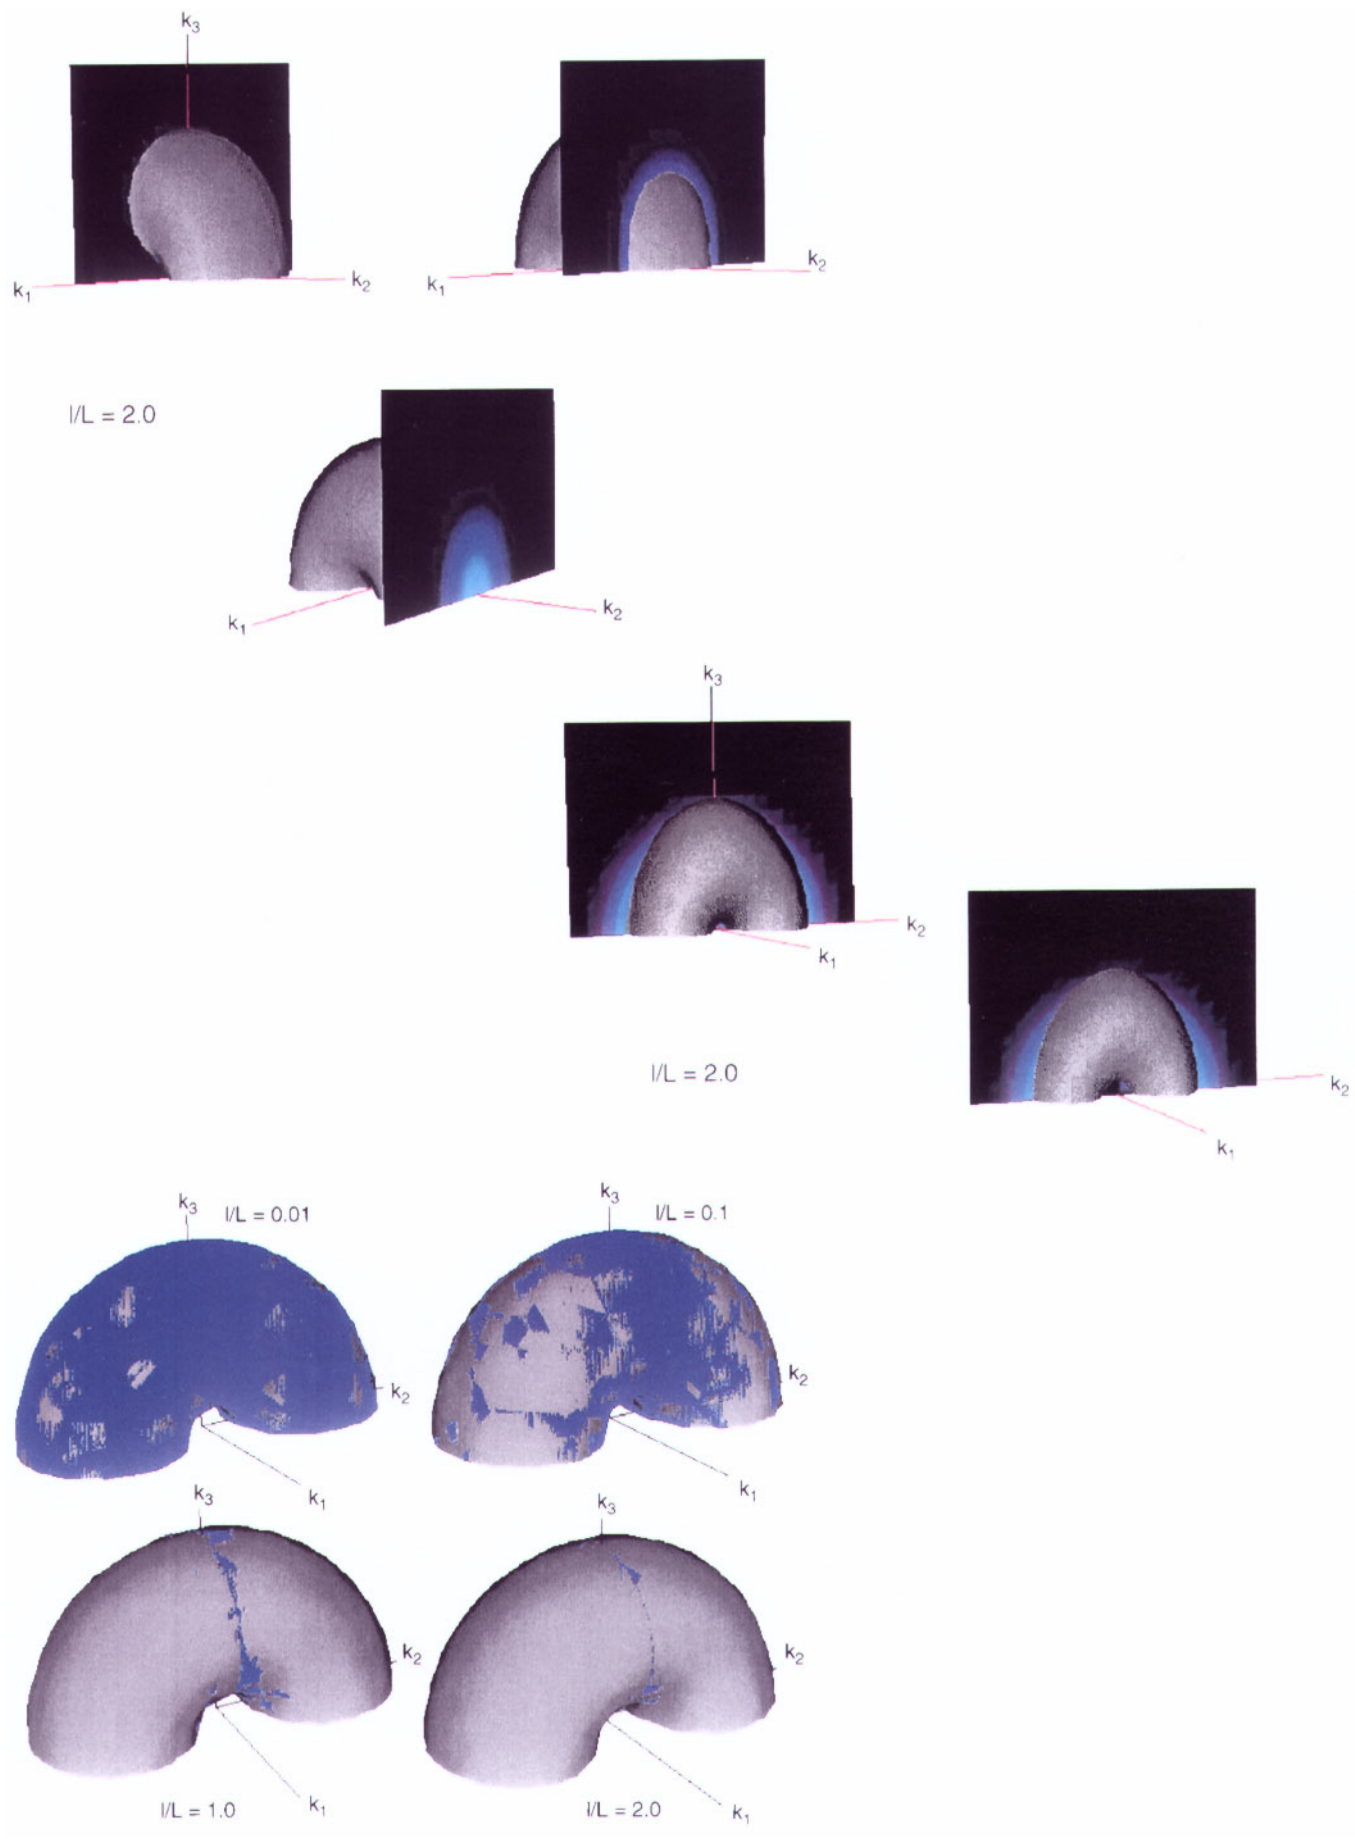 k3
k1
k2
k1
k2
l/L = 2.0
k1
k2
k3
k2
k1
l/L = 2.0
k2
k1
k3
l/L = 0.01
k3
l/L = 0.1
k2
k2
k1
k1
k3
k3
k2
k2
k1
k1
l/L = 1.0
l/L = 2.0